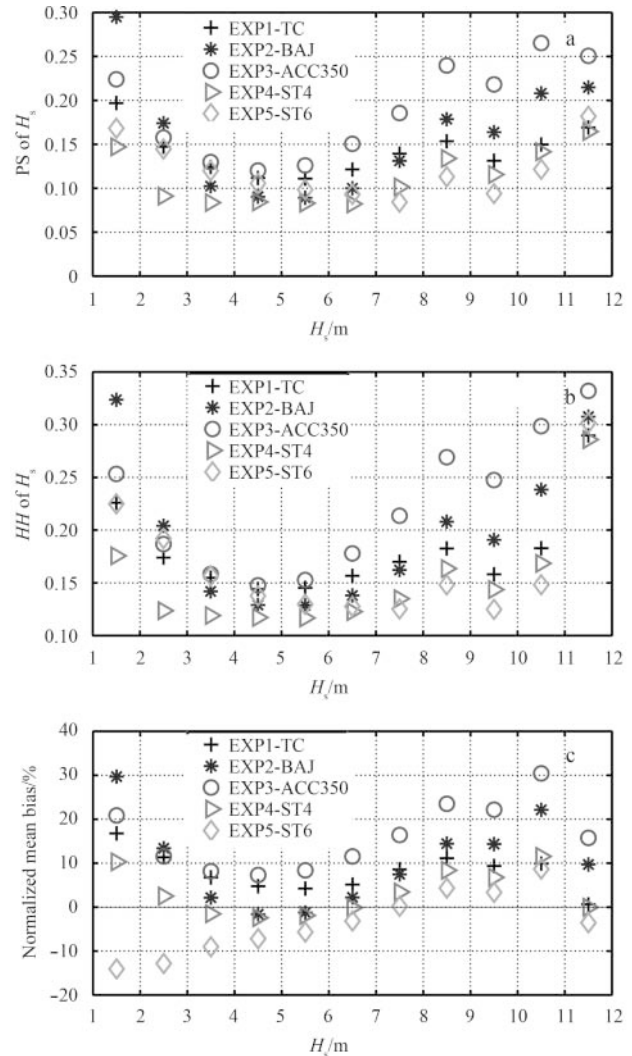 0.30
0.25
0.20
0.15
0.10
0.05
0
PS of Hs
EXP1-TC
EXP2-BAJ
EXP3-ACC350
EXP4-ST4
EXP5-ST6
a
1 2 3 4 5 6 7 8 9 10 11 12
Hs/m
0.35
0.30
0.25
0.20
0.15
0.10
HH of Hs
EXP1-TC
EXP2-BAJ
EXP3-ACC350
EXP4-ST4
EXP5-ST6
b
1 2 3 4 5 6 7 8 9 10 11 12
Hs/m
40
30
20
10
0
-10
-20
Normalized mean bias/%
EXP1-TC
EXP2-BAJ
EXP3-ACC350
EXP4-ST4
EXP5-ST6
c
1 2 3 4 5 6 7 8 9 10 11 12
Hs/m